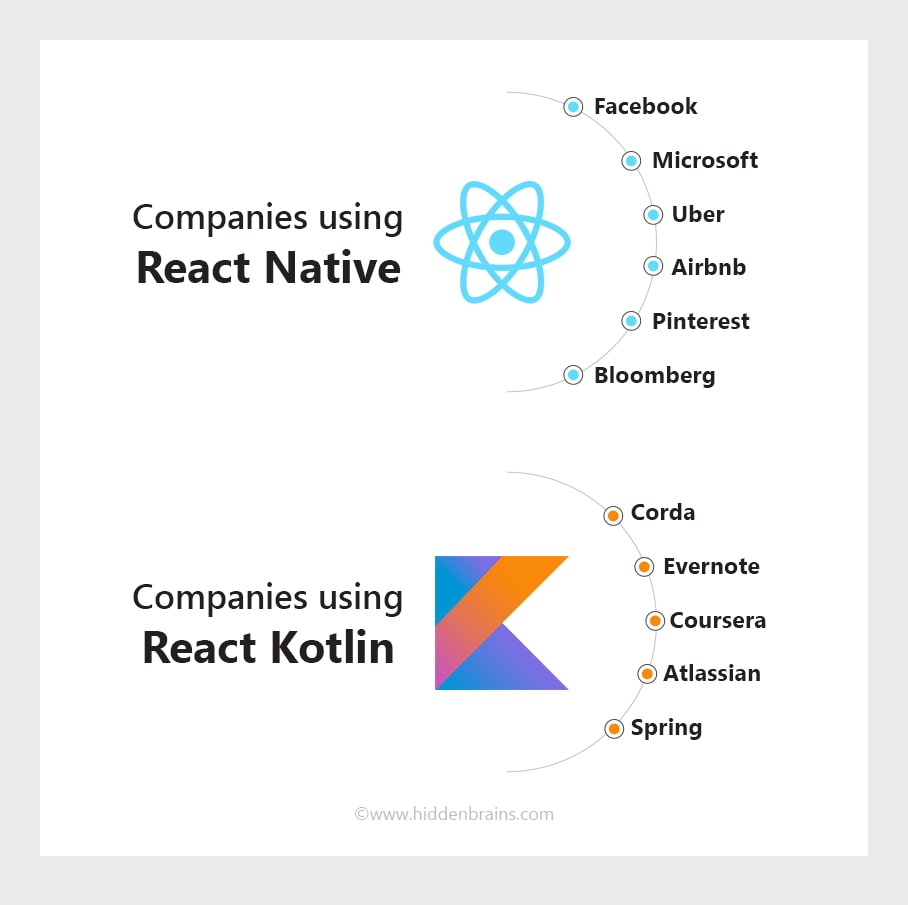 Companies using
React Native
Facebook
Microsoft
Uber
Airbnb
Pinterest
Bloomberg
Companies using
React Kotlin
Corda
Evernote
Coursera
Atlassian
Spring
©www.hiddenbrains.com